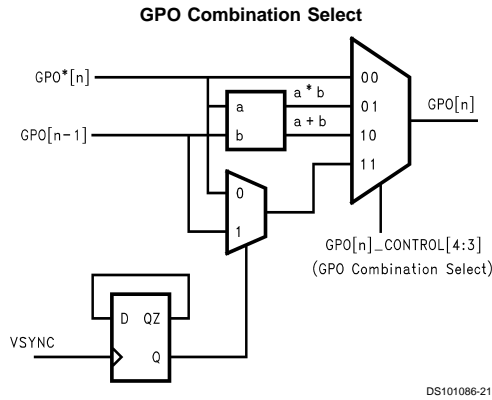 GPO Combination Select
GPO*[n]
GPO[n-1]
a
b
a * b
a + b
00
01
10
11
GPO[n]
0
1
GPO[n]_CONTROL[4:3]
(GPO Combination Select)
D QZ
VSYNC
Q
DS101086-21